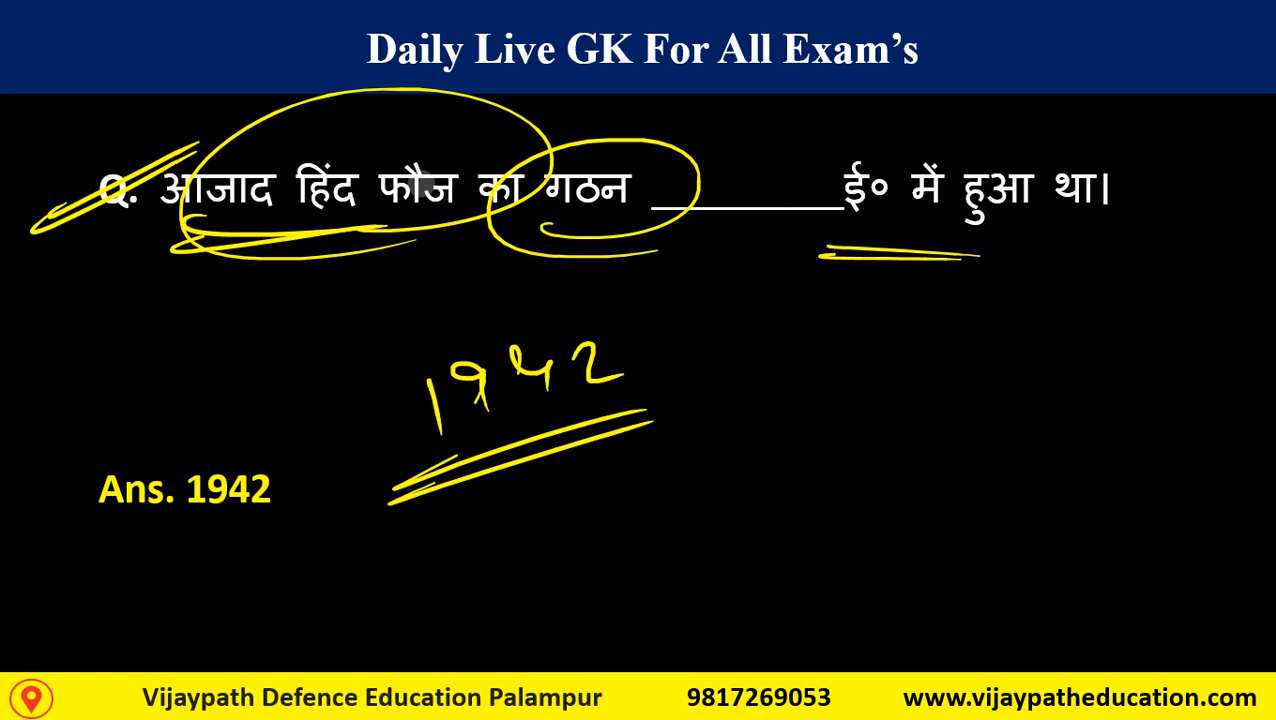 Daily Live GK For All Exam’s
Q. आजाद हिंद फौज का गठन __________ई० में हुआ था।
1942
Ans. 1942
Vijaypath Defence Education Palampur 9817269053 www.vijaypatheducation.com